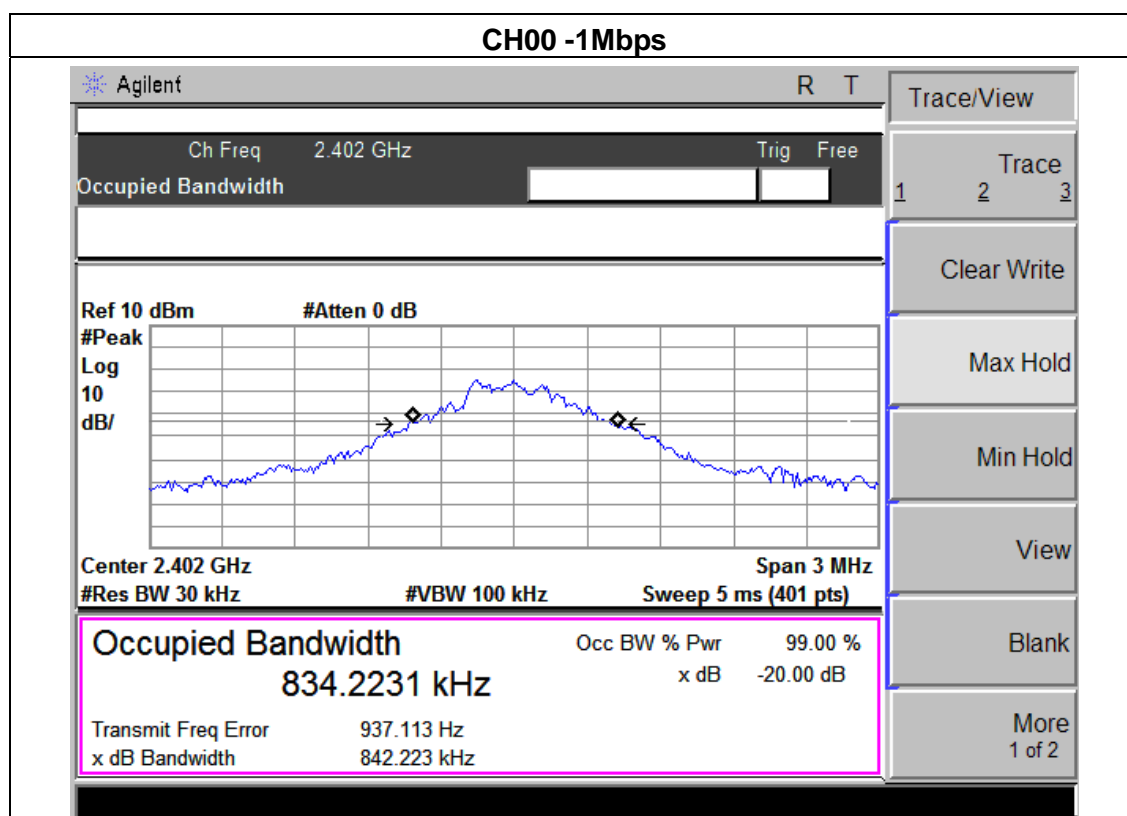 CH00 -1Mbps
Agilent R T
Ch Freq 2.402 GHz Trig Free
Occupied Bandwidth
Ref 10 dBm #Atten 0 dB
#Peak
Log
10
dB/
Center 2.402 GHz Span 3 MHz
#Res BW 30 kHz #VBW 100 kHz Sweep 5 ms (401 pts)
Occupied Bandwidth Occ BW % Pwr 99.00 %
834.2231 kHz x dB -20.00 dB
Transmit Freq Error 937.113 Hz
x dB Bandwidth 842.223 kHz
Trace/View
Trace
1 2 3
Clear Write
Max Hold
Min Hold
View
Blank
More
1 of 2